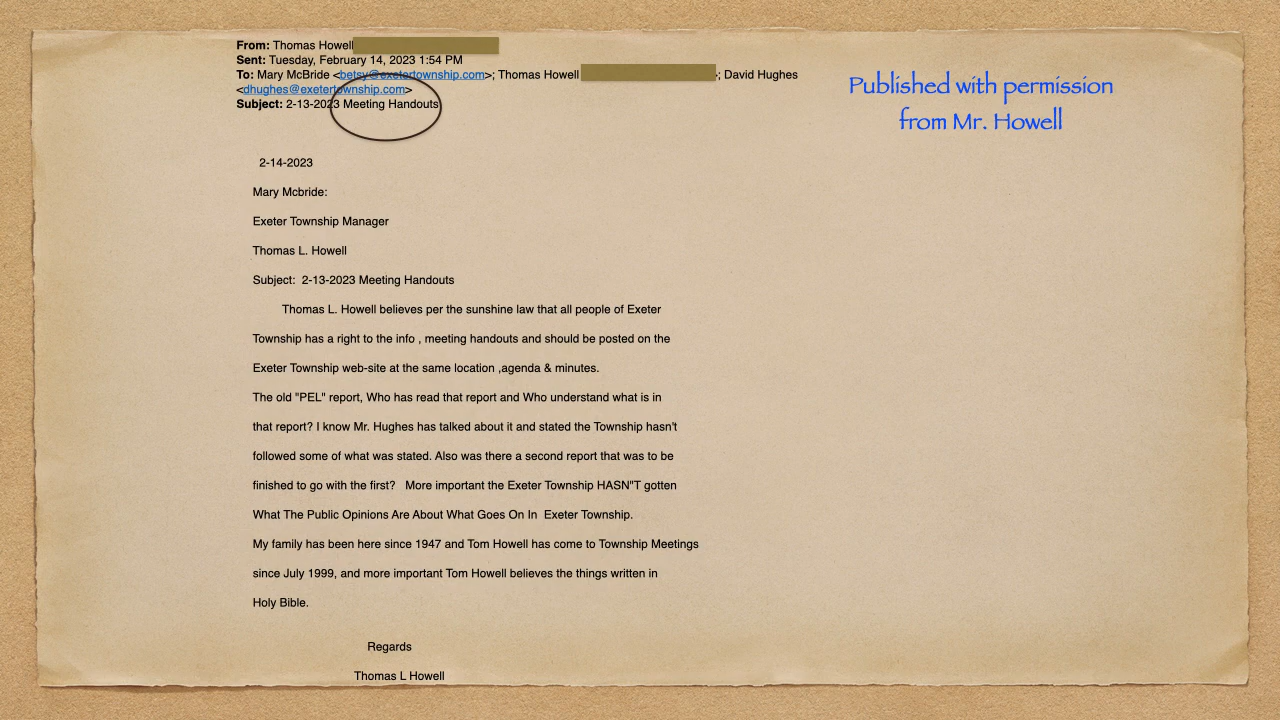 From: Thomas Howell
Sent: Tuesday, February 14, 2023 1:54 PM
To: Mary McBride <betsy@exetertownship.com>; Thomas Howell ; David Hughes
<dhughes@exetertownship.com>
Subject: 2-13-2023 Meeting Handouts
Published with permission
from Mr. Howell
2-14-2023
Mary Mcbride:
Exeter Township Manager
Thomas L. Howell
Subject:  2-13-2023 Meeting Handouts
Thomas L. Howell believes per the sunshine law that all people of Exeter
Township has a right to the info , meeting handouts and should be posted on the
Exeter Township web-site at the same location ,agenda & minutes.
The old "PEL" report, Who has read that report and Who understand what is in
that report? I know Mr. Hughes has talked about it and stated the Township hasn't
followed some of what was stated. Also was there a second report that was to be
finished to go with the first?   More important the Exeter Township HASN"T gotten
What The Public Opinions Are About What Goes On In  Exeter Township.
My family has been here since 1947 and Tom Howell has come to Township Meetings
since July 1999, and more important Tom Howell believes the things written in
Holy Bible.
Regards
Thomas L Howell